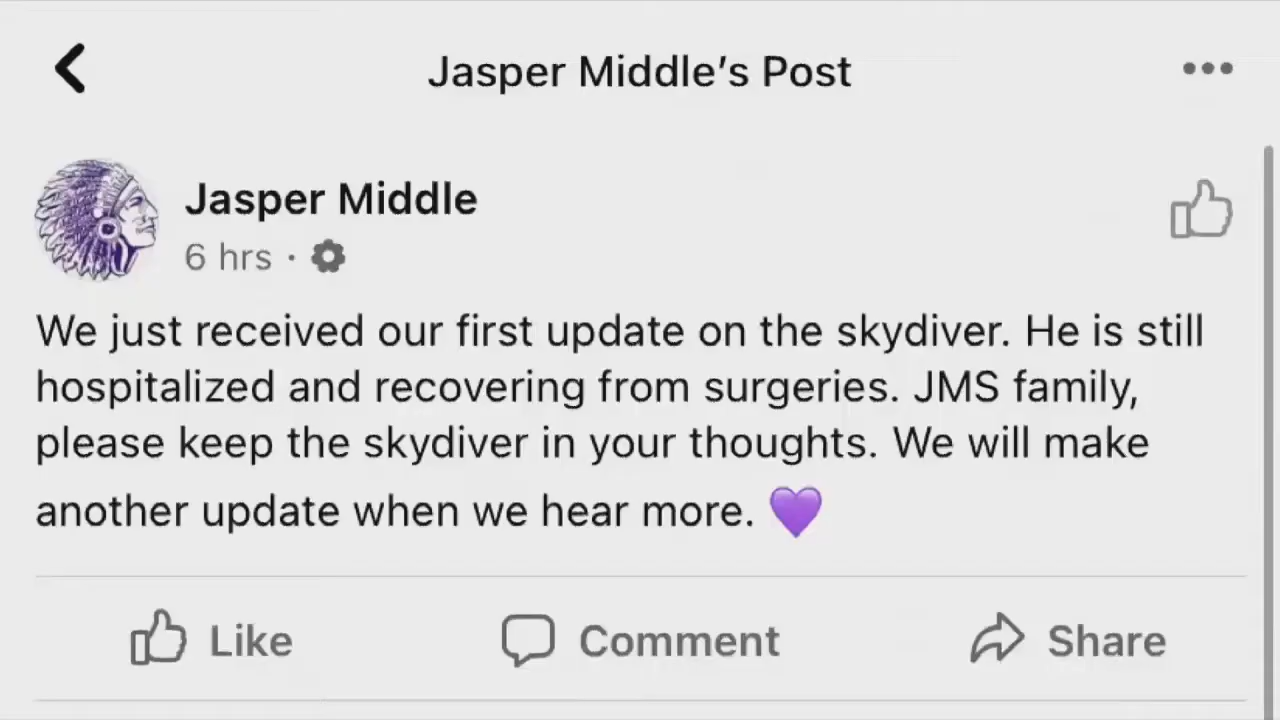 Jasper Middle's Post
Jasper Middle
6 hrs ·
We just received our first update on the skydiver. He is still
hospitalized and recovering from surgeries. JMS family,
please keep the skydiver in your thoughts. We will make
another update when we hear more. 💜
Like
Comment
Share